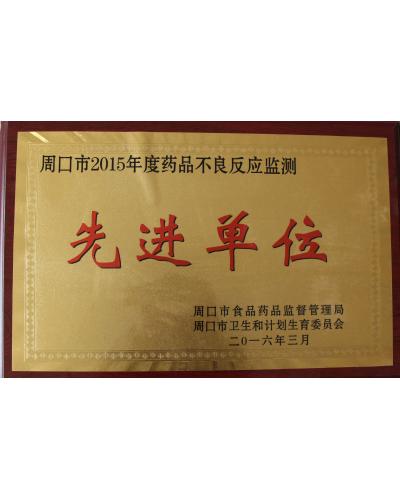 周口市2015年度药品不良反应监测
先进单位
周口市食品药品监督管理局
周口市卫生和计划生育委员会
二〇一六年三月